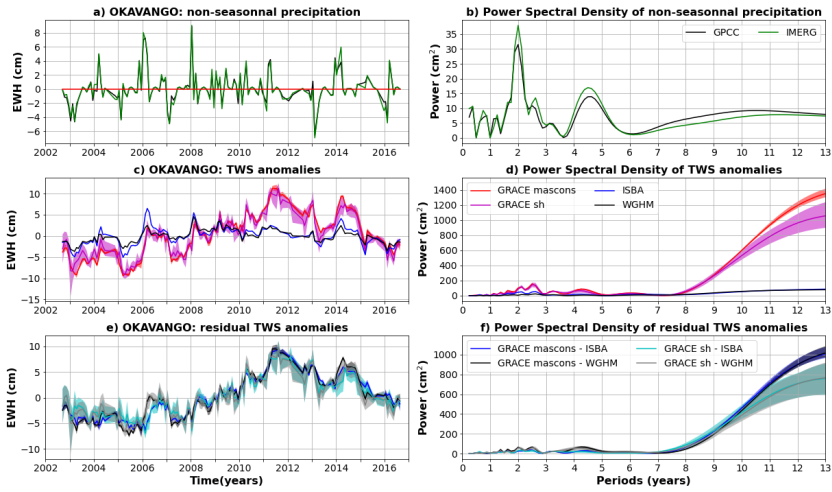 a) OKAVANGO: non-seasonnal precipitation
EWH (cm)
8
6
4
2
0
−2
−4
−6
2002 2004 2006 2008 2010 2012 2014 2016
b) Power Spectral Density of non-seasonnal precipitation
GPCC IMERG
Power (cm²)
35
30
25
20
15
10
5
0
0 1 2 3 4 5 6 7 8 9 10 11 12 13
c) OKAVANGO: TWS anomalies
EWH (cm)
10
5
0
−5
−10
−15
2002 2004 2006 2008 2010 2012 2014 2016
d) Power Spectral Density of TWS anomalies
GRACE mascons ISBA
GRACE sh WGHM
Power (cm²)
1400
1200
1000
800
600
400
200
0
0 1 2 3 4 5 6 7 8 9 10 11 12 13
e) OKAVANGO: residual TWS anomalies
EWH (cm)
10
5
0
−5
−10
2002 2004 2006 2008 2010 2012 2014 2016
Time(years)
f) Power Spectral Density of residual TWS anomalies
GRACE mascons - ISBA GRACE sh - ISBA
GRACE mascons - WGHM GRACE sh - WGHM
Power (cm²)
1000
800
600
400
200
0
0 1 2 3 4 5 6 7 8 9 10 11 12 13
Periods (years)